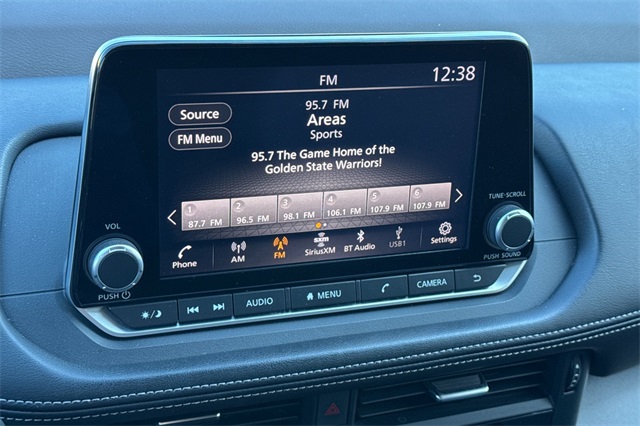 FM
12:38
Source
FM Menu
95.7 FM
Areas
Sports
95.7 The Game Home of the
Golden State Warriors!
1 2 3 4 5 6
87.7 FM 96.5 FM 98.1 FM 106.1 FM 107.9 FM 107.9 FM
Phone AM FM SXM SiriusXM BT Audio USB1 Settings
VOL
PUSH
TUNE·SCROLL
PUSH SOUND
AUDIO MENU CAMERA